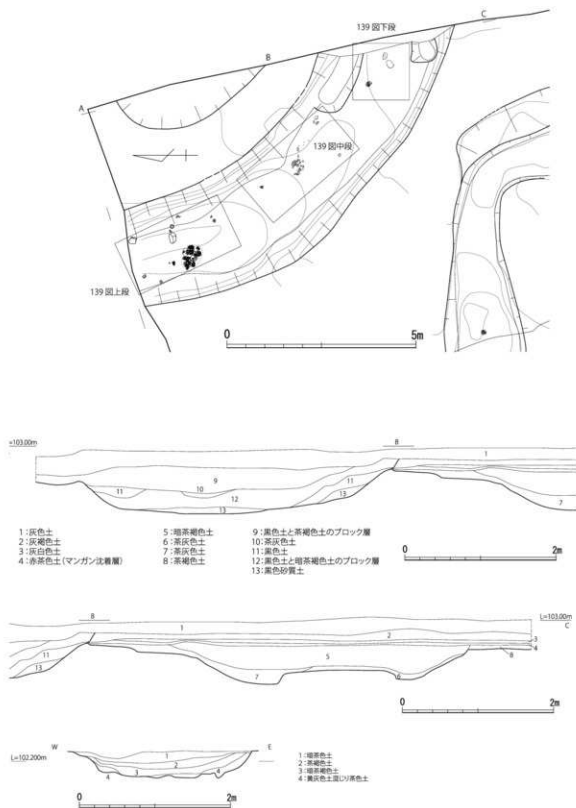 C
139 図下段
B
A
139 図中段
139 図上段
0 5m
=103.00m
B
1
9
11
10
12
11
13
13
7
1：灰色土
2：灰褐色土
3：灰白色土
4：赤茶色土(マンガン沈着層)
5：暗茶褐色土
6：茶灰色土
7：茶灰色土
8：茶褐色土
9：黒色土と茶褐色土のブロック層
10：茶灰色土
11：黒色土
12：黒色土と暗茶褐色土のブロック層
13：黒色砂質土
0 2m
B
1
L=103.00m
C
2
3
4
8
11
13
5
7
6
0 2m
W E
L=102.200m
1
2
4
3
4
1：暗茶色土
2：茶褐色土
3：暗茶褐色土
4：黄灰色土混じり茶色土
0 2m